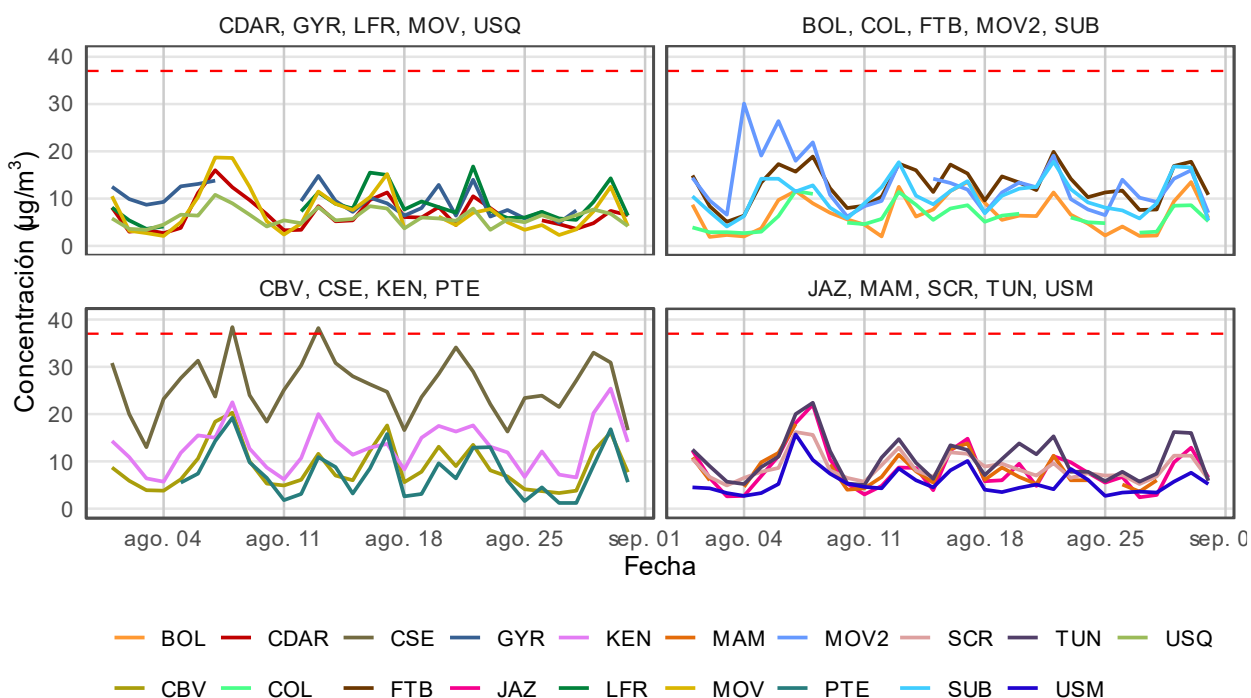 CDAR, GYR, LFR, MOV, USQ
BOL, COL, FTB, MOV2, SUB
40
30
20
10
0
Concentración (µg/m³)
CBV, CSE, KEN, PTE
JAZ, MAM, SCR, TUN, USM
40
30
20
10
0
ago. 04 ago. 11 ago. 18 ago. 25 sep. 01 ago. 04 ago. 11 ago. 18 ago. 25 sep. 0
Fecha
BOL CDAR CSE GYR KEN MAM MOV2 SCR TUN USQ
CBV COL FTB JAZ LFR MOV PTE SUB USM